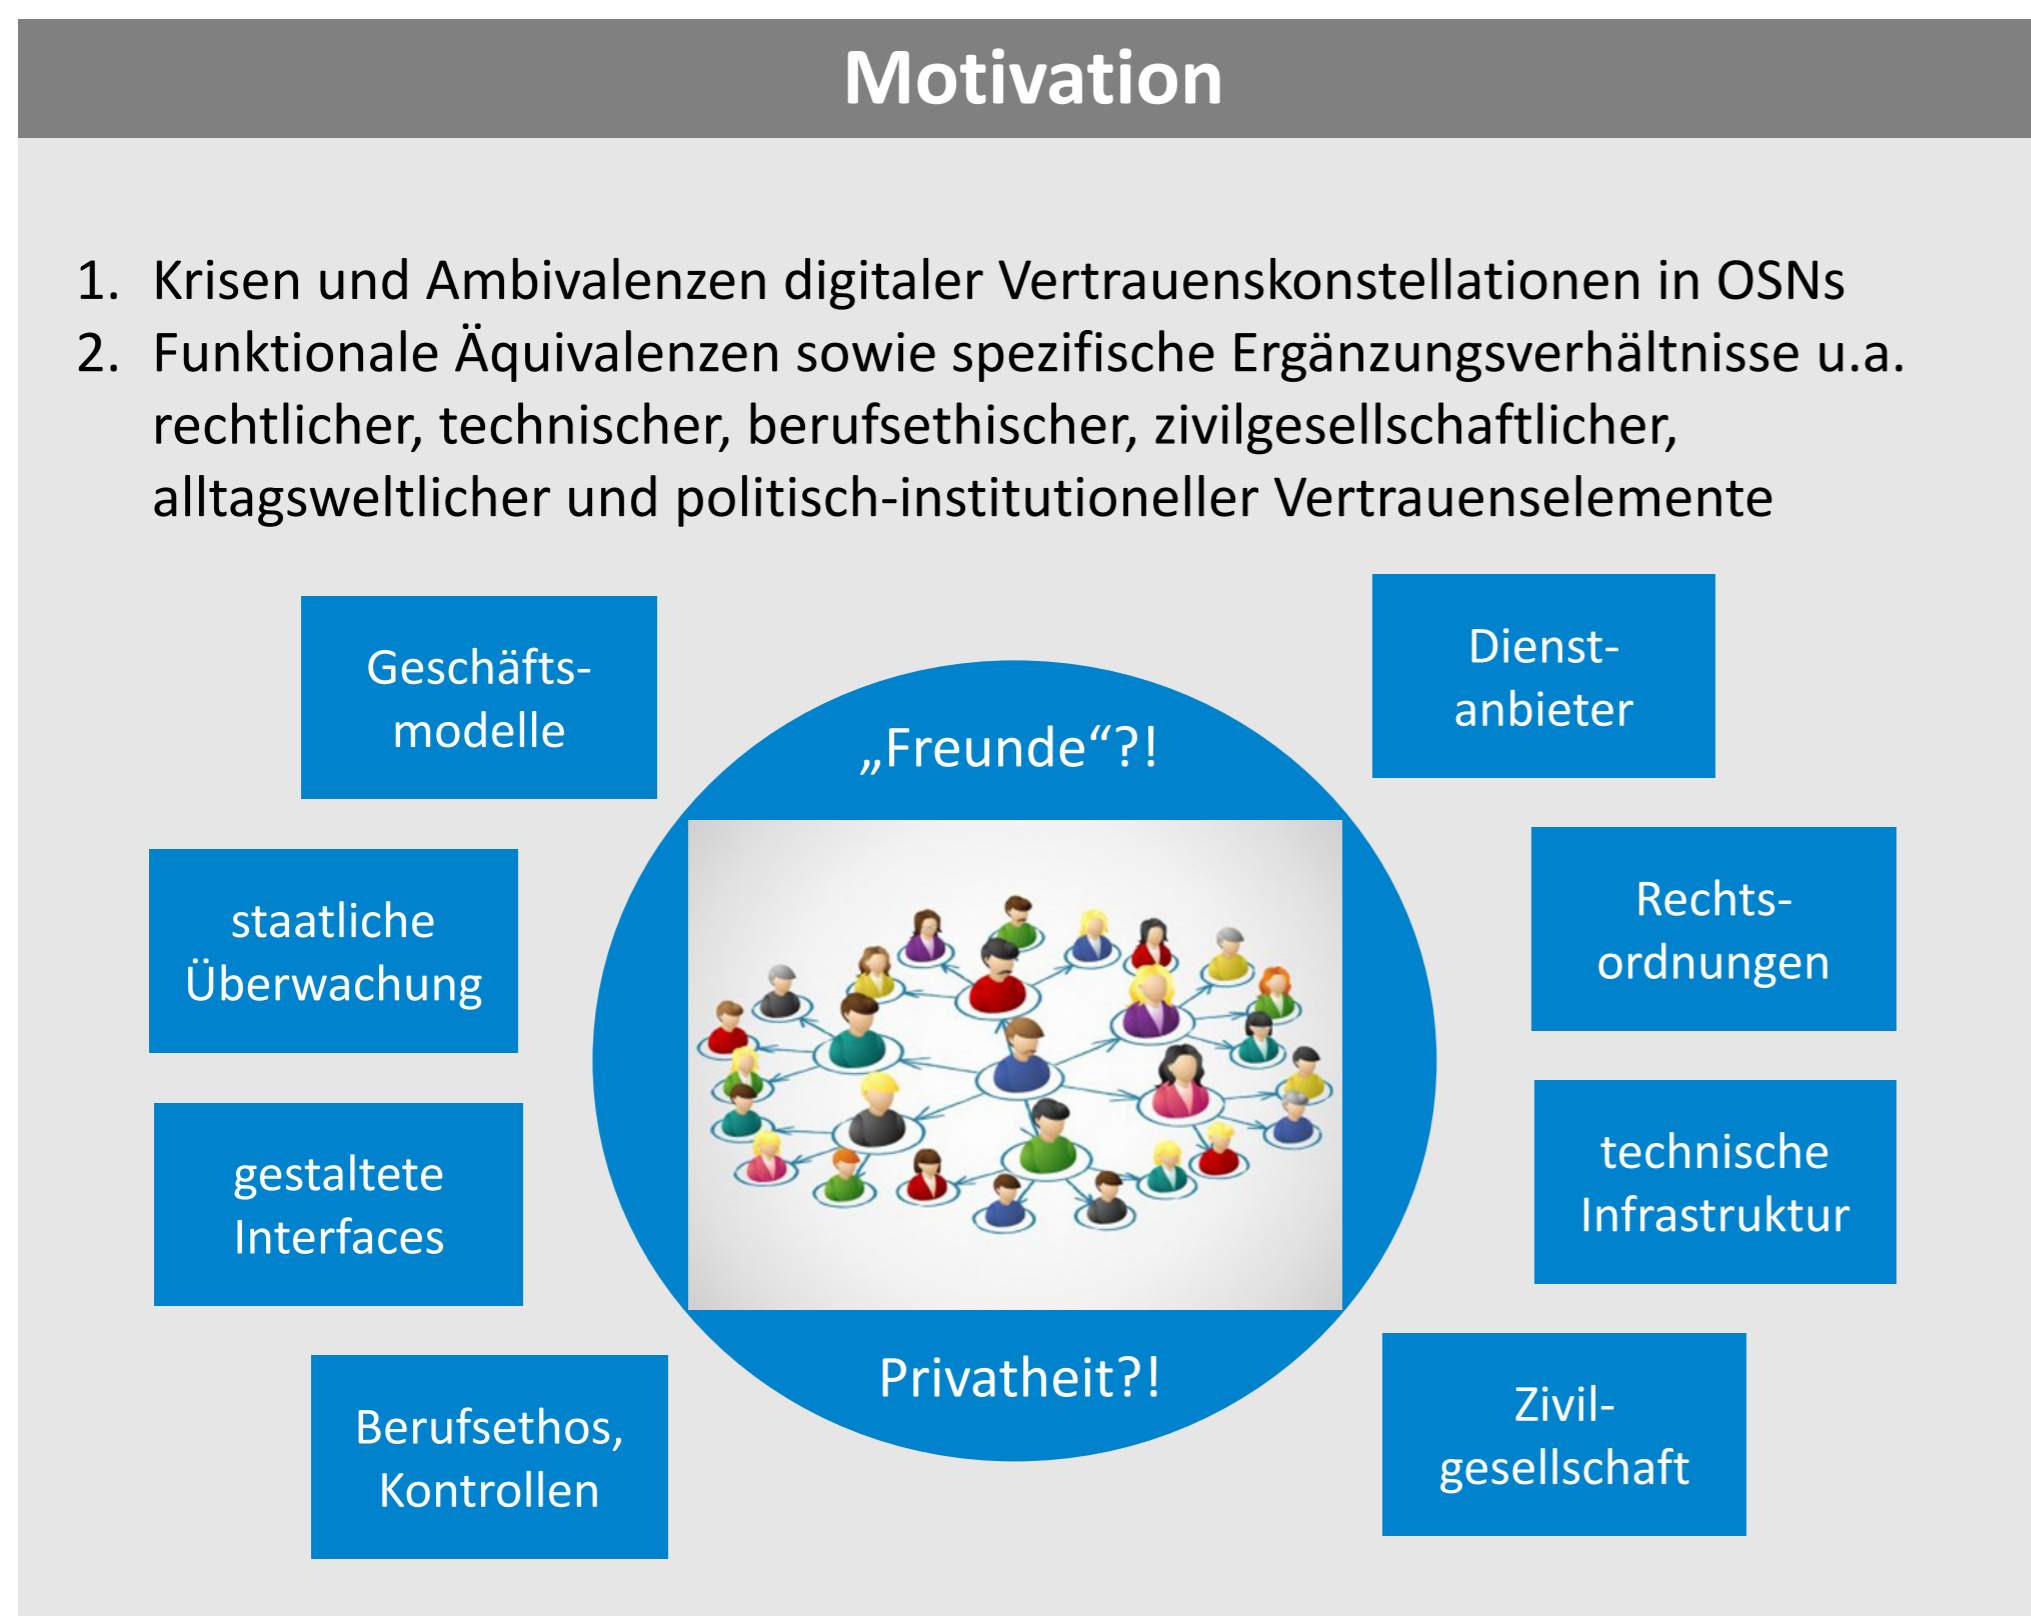 Motivation
1. Krisen und Ambivalenzen digitaler Vertrauenskonstellationen in OSNs
2. Funktionale Äquivalenzen sowie spezifische Ergänzungsverhältnisse u.a.
rechtlicher, technischer, berufsethischer, zivilgesellschaftlicher,
alltagsweltlicher und politisch-institutioneller Vertrauenselemente
Geschäfts-
modelle
staatliche
Überwachung
gestaltete
Interfaces
Berufsethos,
Kontrollen
„Freunde“?!
Privatheit?!
Dienst-
anbieter
Rechts-
ordnungen
technische
Infrastruktur
Zivil-
gesellschaft